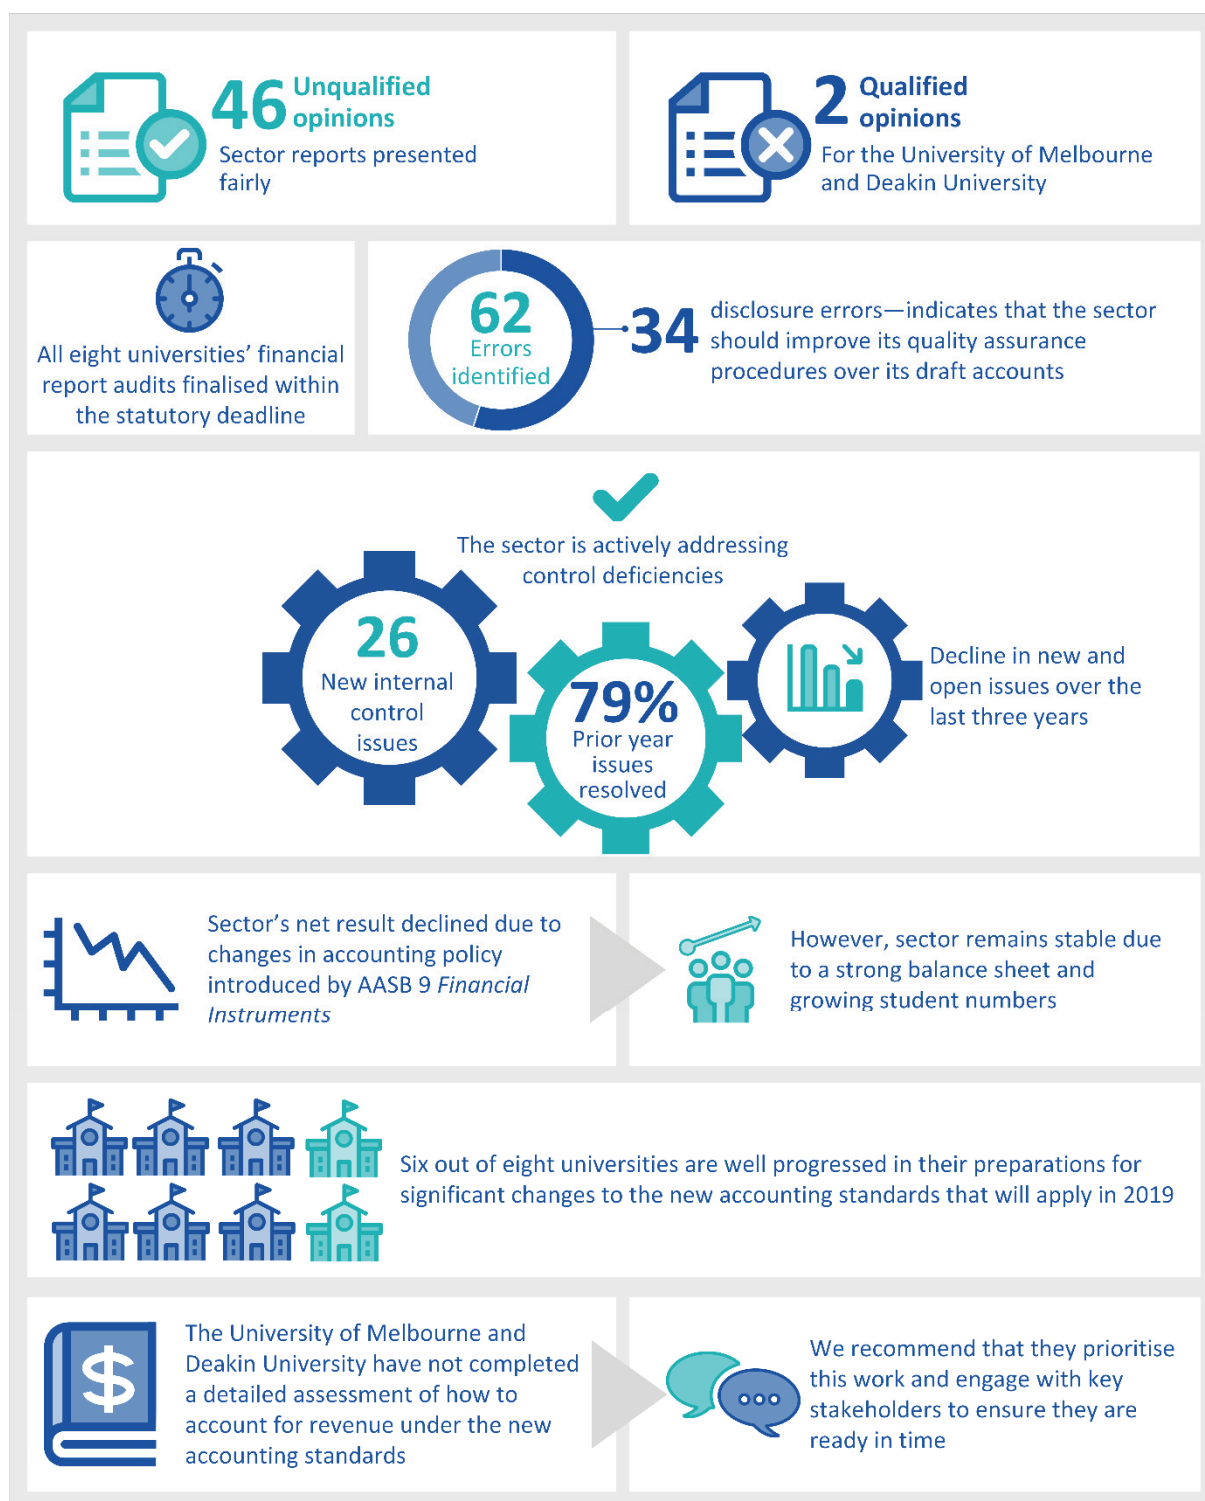 46 Unqualified
opinions
Sector reports presented
fairly
2 Qualified
opinions
For the University of Melbourne
and Deakin University
All eight universities’ financial
report audits finalised within
the statutory deadline
62
Errors
identified
34 disclosure errors—indicates that the sector
should improve its quality assurance
procedures over its draft accounts
The sector is actively addressing
control deficiencies
26
New internal
control
issues
79%
Prior year
issues
resolved
Decline in new and
open issues over the
last three years
Sector’s net result declined due to
changes in accounting policy
introduced by AASB 9 Financial
Instruments
However, sector remains stable due
to a strong balance sheet and
growing student numbers
Six out of eight universities are well progressed in their preparations for
significant changes to the new accounting standards that will apply in 2019
$
The University of Melbourne and
Deakin University have not completed
a detailed assessment of how to
account for revenue under the new
accounting standards
We recommend that they prioritise
this work and engage with key
stakeholders to ensure they are
ready in time